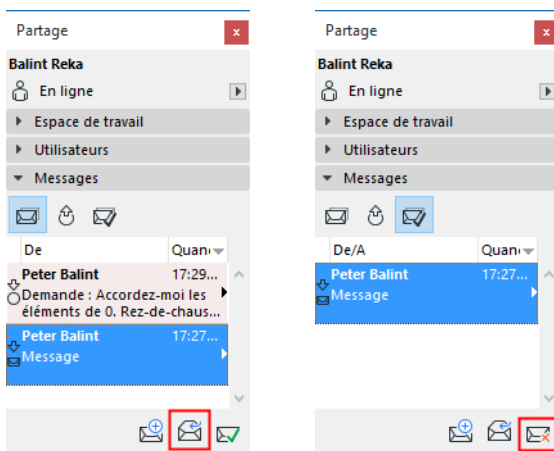 Partage
x
Balint Reka
En ligne
Espace de travail
Utilisateurs
Messages
De
Quan
Peter Balint
17:29...
Demande : Accordez-moi les
éléments de 0. Rez-de-chaus...
Peter Balint
17:27...
Message
Partage
x
Balint Reka
En ligne
Espace de travail
Utilisateurs
Messages
De/A
Quan
Peter Balint
17:27...
Message